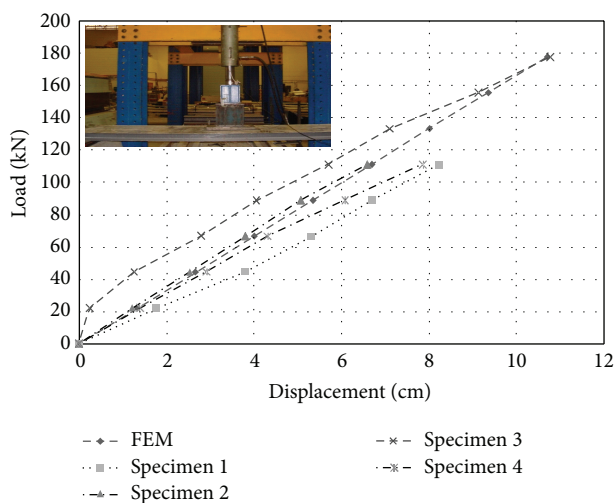 200
180
160
140
120
100
80
60
40
20
0
Load (kN)
0 2 4 6 8 10 12
Displacement (cm)
FEM
Specimen 1
Specimen 2
Specimen 3
Specimen 4